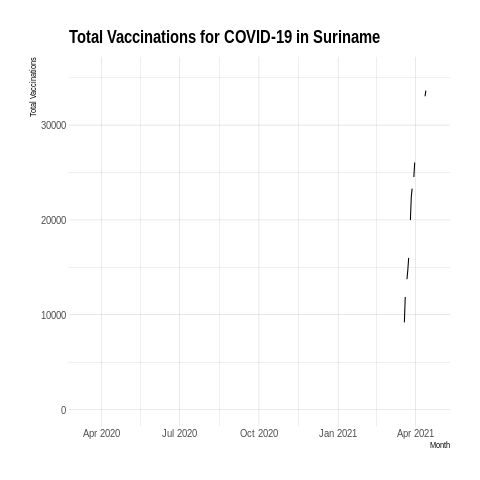 Total Vaccinations for COVID-19 in Suriname
Total Vaccinations
30000
20000
10000
0
Apr 2020 Jul 2020 Oct 2020 Jan 2021 Apr 2021
Month